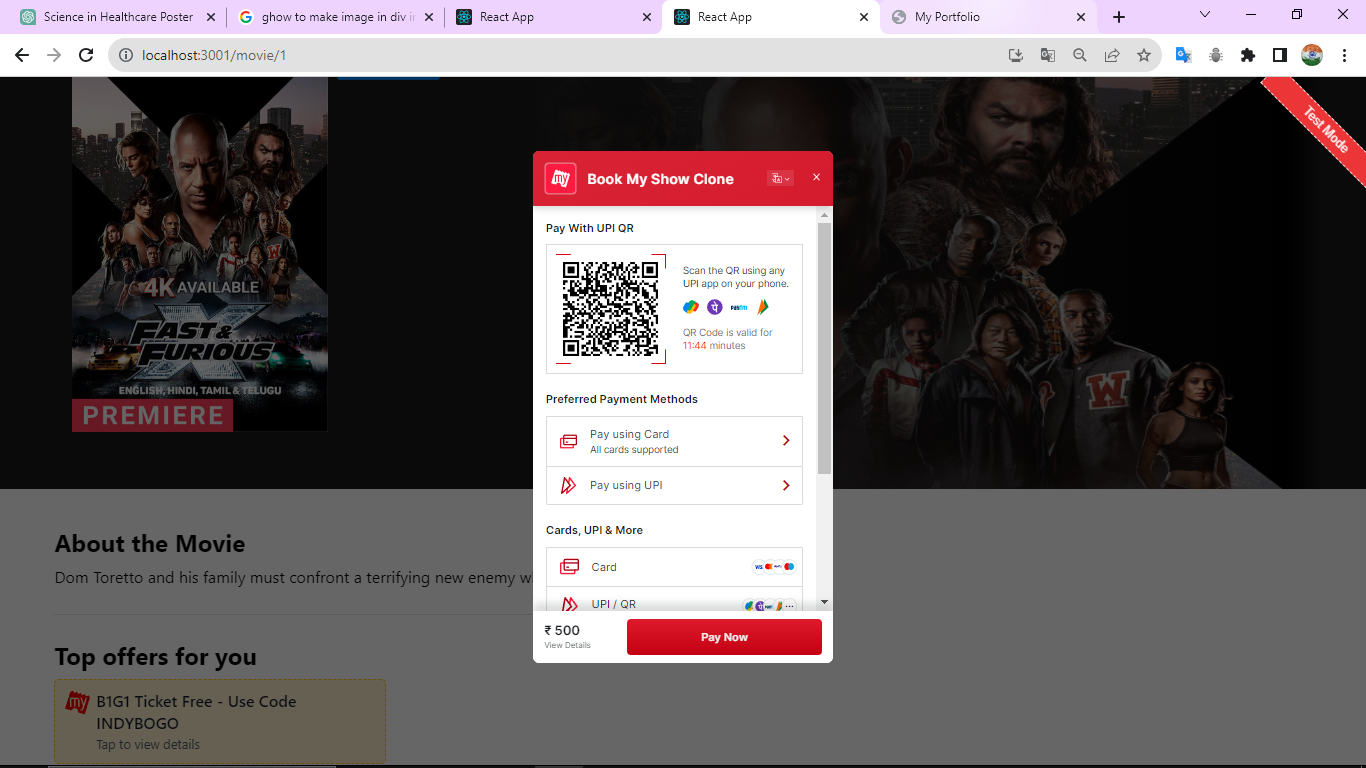 Science in Healthcare Poster
ghow to make image in div in
React App
React App
My Portfolio
localhost:3001/movie/1
Test Mode
4K AVAILABLE
FAST &
FURIOUS
X
ENGLISH, HINDI, TAMIL & TELUGU
PREMIERE
W
W
my
Book My Show Clone
Pay With UPI QR
Scan the QR using any
UPI app on your phone.
QR Code is valid for
11:44 minutes
Preferred Payment Methods
Pay using Card
All cards supported
Pay using UPI
Cards, UPI & More
Card
VISA
UPI / QR
₹ 500
View Details
Pay Now
About the Movie
Dom Toretto and his family must confront a terrifying new enemy w
Top offers for you
my
B1G1 Ticket Free - Use Code
INDYBOGO
Tap to view details